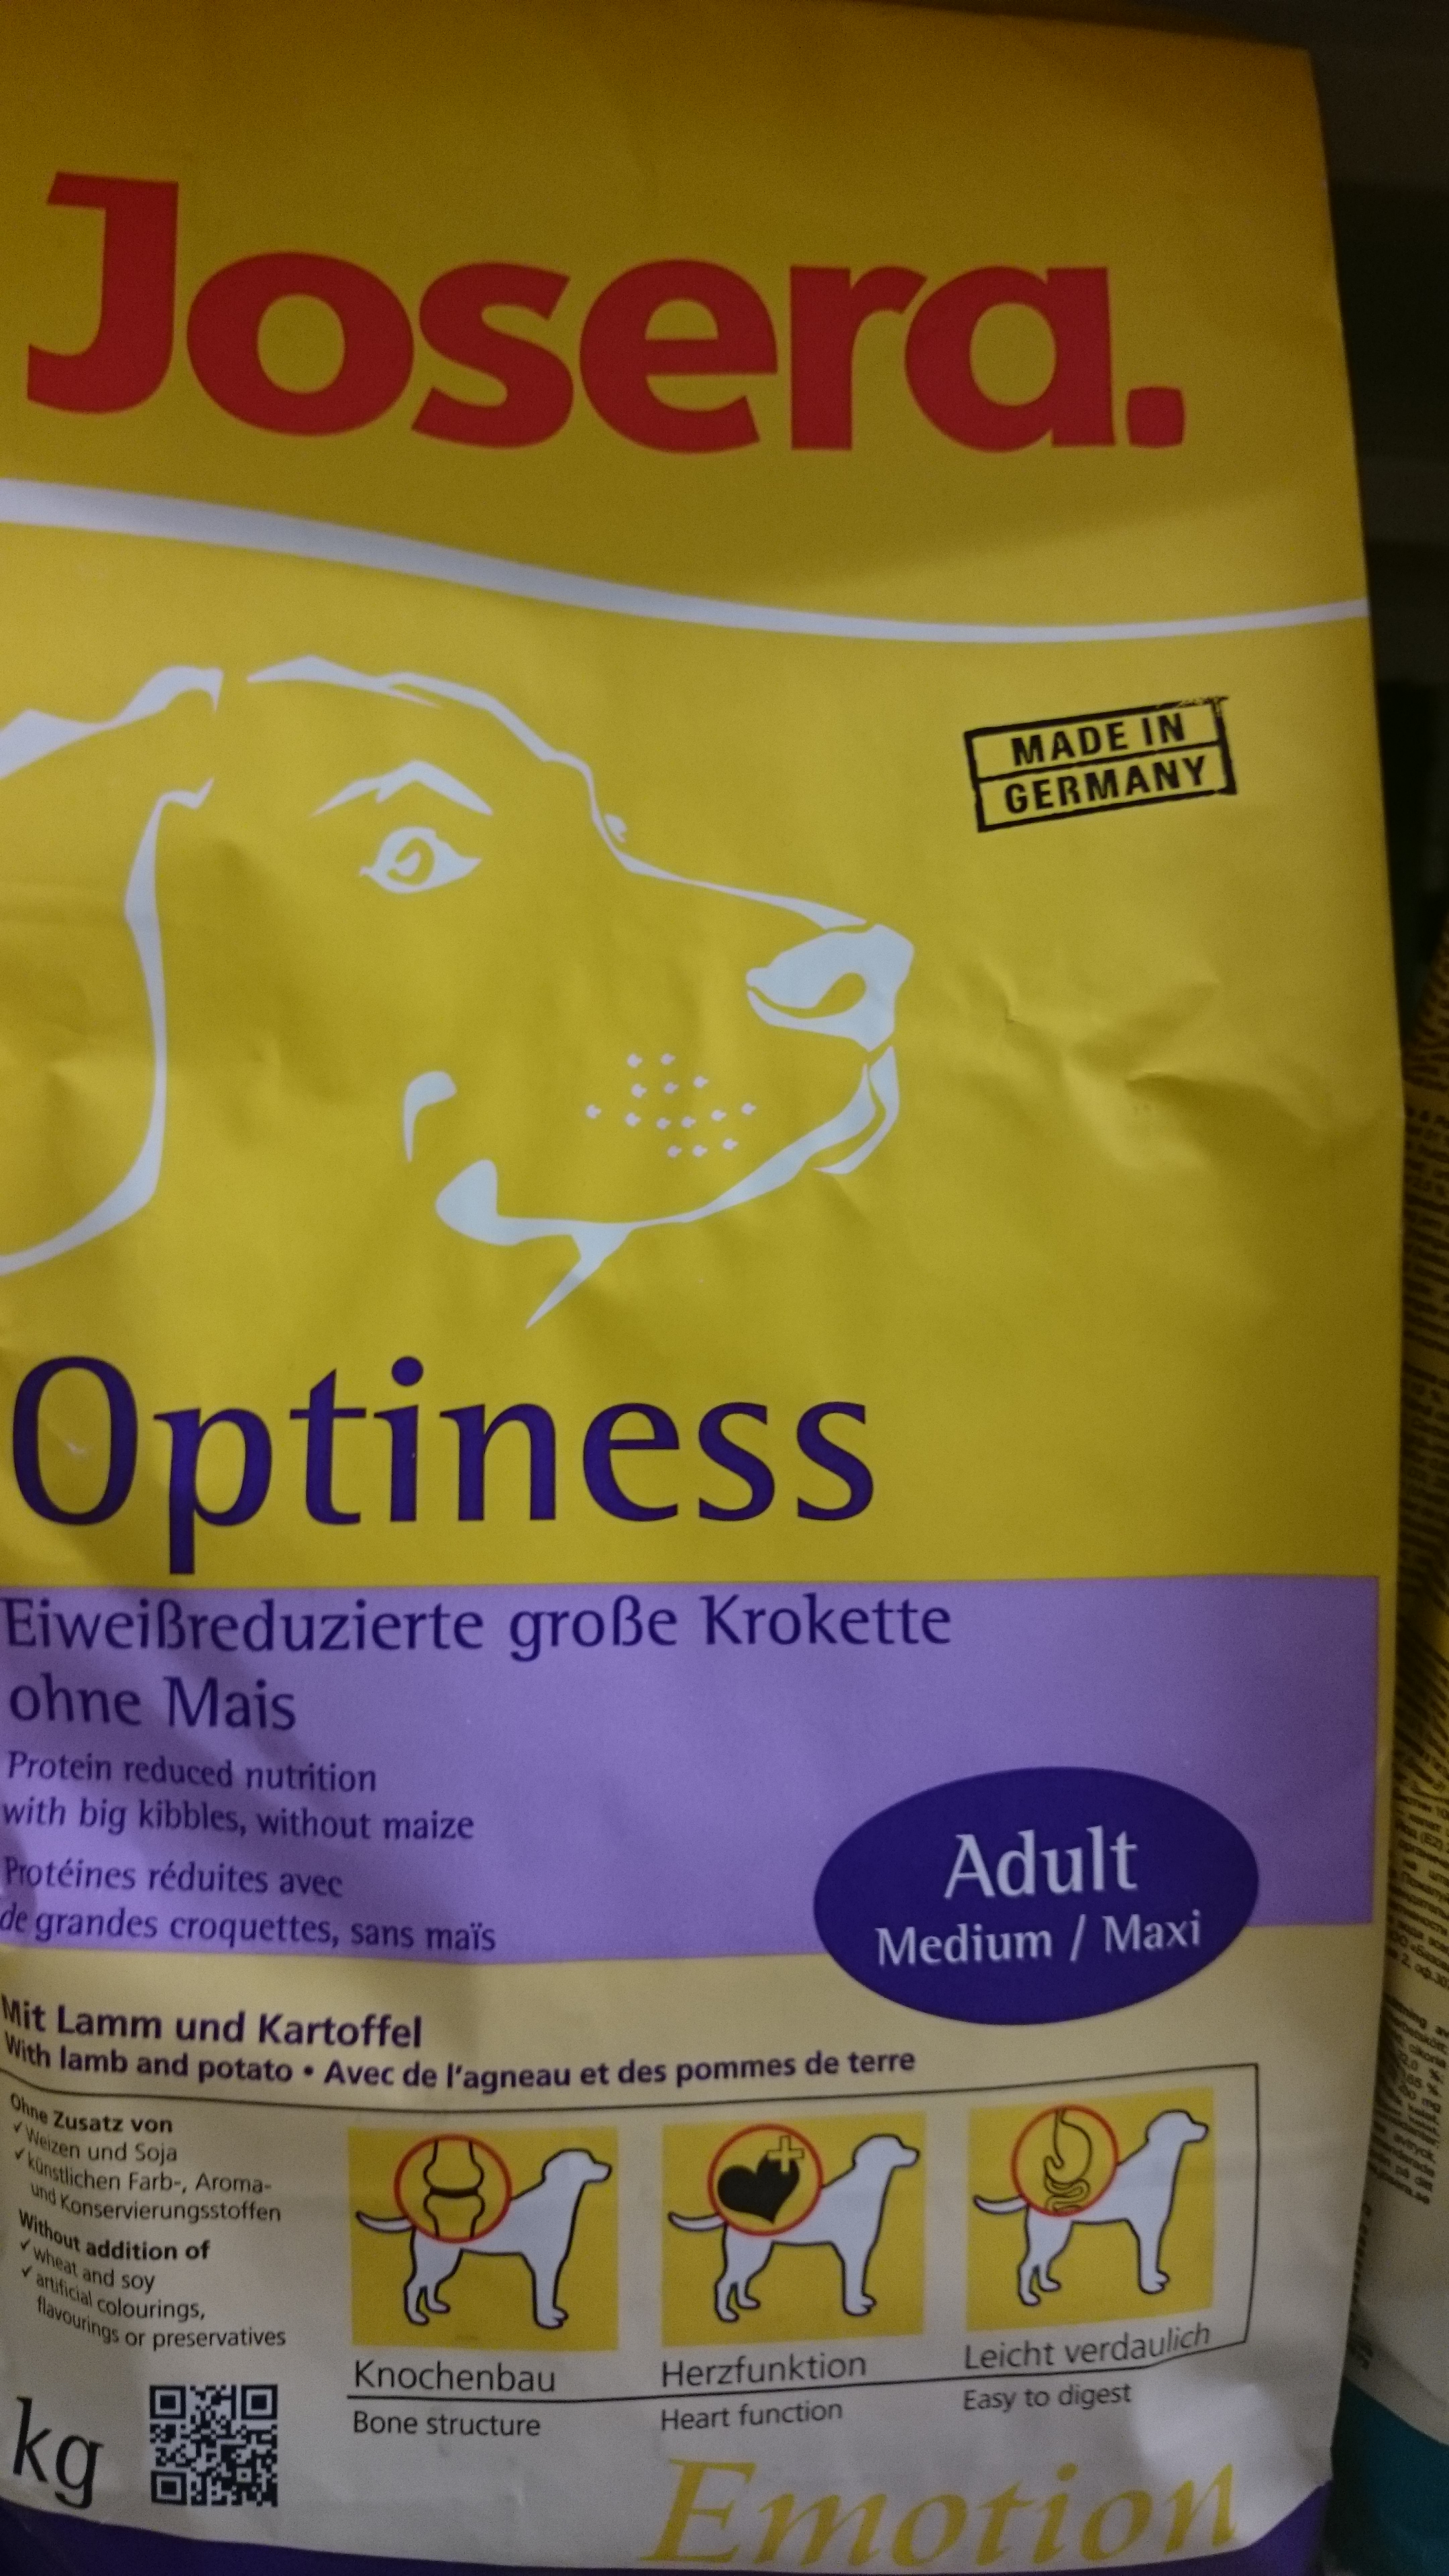 Josera.
MADE IN
GERMANY
Optiness
Eiweißreduzierte große Krokette
ohne Mais
Protein reduced nutrition
with big kibbles, without maize
Protéines réduites avec
de grandes croquettes, sans maïs
Adult
Medium / Maxi
Mit Lamm und Kartoffel
With lamb and potato • Avec de l'agneau et des pommes de terre
Ohne Zusatz von
✓ Weizen und Soja
✓ künstlichen Farb-, Aroma-
und Konservierungsstoffen
Without addition of
✓ wheat and soy
✓ artificial colourings,
flavourings or preservatives
Knochenbau
Bone structure
Herzfunktion
Heart function
Leicht verdaulich
Easy to digest
kg
Emotion